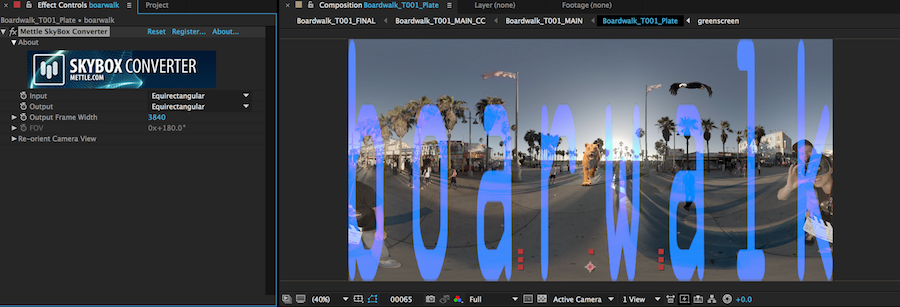 Effect Controls boarwalk
Project
Boardwalk_T001_Plate • boarwalk
fx Mettle SkyBox Converter
Reset
Register...
About...
About
SKYBOX CONVERTER
METTLE.COM
Input
Equirectangular
Output
Equirectangular
Output Frame Width
3840
FOV
0x+180.0°
Re-orient Camera View
Composition Boardwalk_T001_Plate
Layer (none)
Footage (none)
Boardwalk_T001_FINAL
Boardwalk_T001_MAIN_CC
Boardwalk_T001_MAIN
Boardwalk_T001_Plate
greenscreen
boarwalk
(40%)
00065
Full
Active Camera
1 View
+0.0